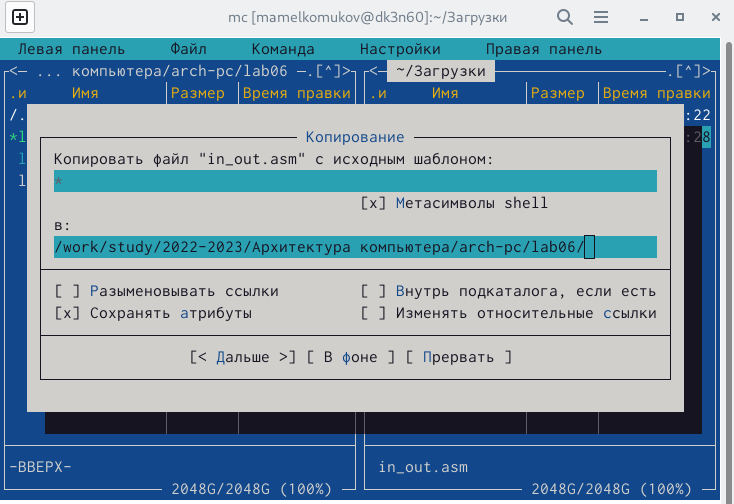 mc [mamelkomukov@dk3n60]:~/Загрузки
Левая панель Файл Команда Настройки Правая панель
<— ... компьютера/arch-pc/lab06 —.[^]> <— ~/Загрузки .[^]>
.и Имя Размер Время правки .и Имя Размер Время правки
/. :22
*l :28
l
l
Копирование
Копировать файл "in_out.asm" с исходным шаблоном:
*
[x] Метасимволы shell
в:
/work/study/2022-2023/Архитектура компьютера/arch-pc/lab06/
[ ] Разыменовывать ссылки [ ] Внутрь подкаталога, если есть
[x] Сохранять атрибуты [ ] Изменять относительные ссылки
[< Дальше >] [ В фоне ] [ Прервать ]
-ВВЕРХ- in_out.asm
2048G/2048G (100%) 2048G/2048G (100%)